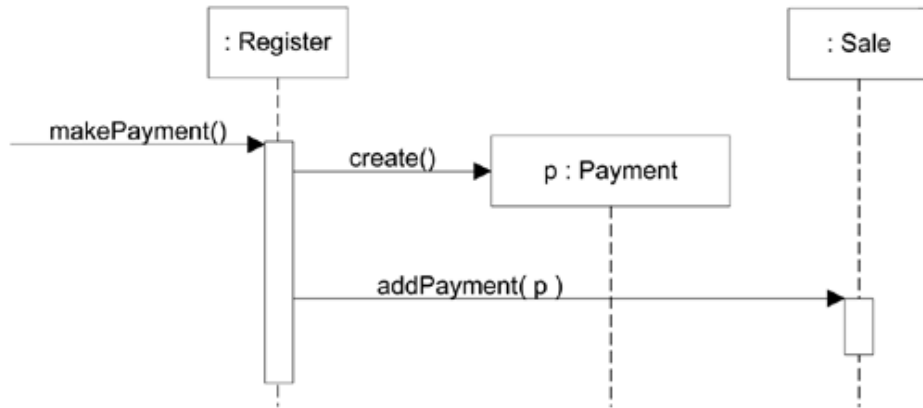 : Register
: Sale
makePayment()
create()
p : Payment
addPayment( p )